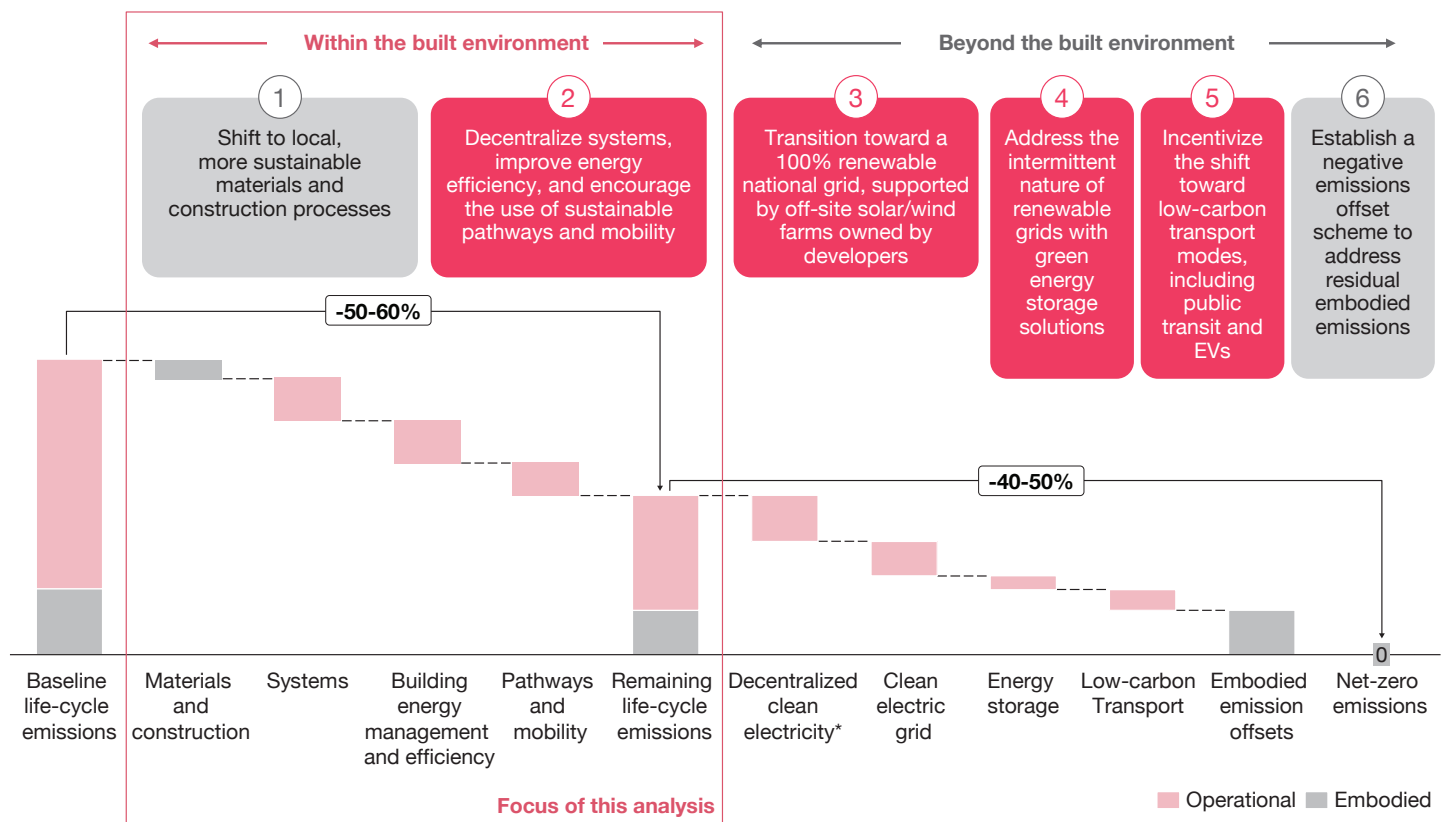 Within the built environment
Beyond the built environment
1
Shift to local,
more sustainable
materials and
construction processes
2
Decentralize systems,
improve energy
efficiency, and encourage
the use of sustainable
pathways and mobility
3
Transition toward a
100% renewable
national grid, supported
by off-site solar/wind
farms owned by
developers
4
Address the
intermittent
nature of
renewable
grids with
green
energy
storage
solutions
5
Incentivize
the shift
toward
low-carbon
transport
modes,
including
public
transit and
EVs
6
Establish a
negative
emissions
offset
scheme to
address
residual
embodied
emissions
-50-60%
-40-50%
0
Baseline
life-cycle
emissions
Materials
and
construction
Systems
Building
energy
management
and efficiency
Pathways
and
mobility
Remaining
life-cycle
emissions
Decentralized
clean
electricity*
Clean
electric
grid
Energy
storage
Low-carbon
Transport
Embodied
emission
offsets
Net-zero
emissions
Focus of this analysis
Operational
Embodied